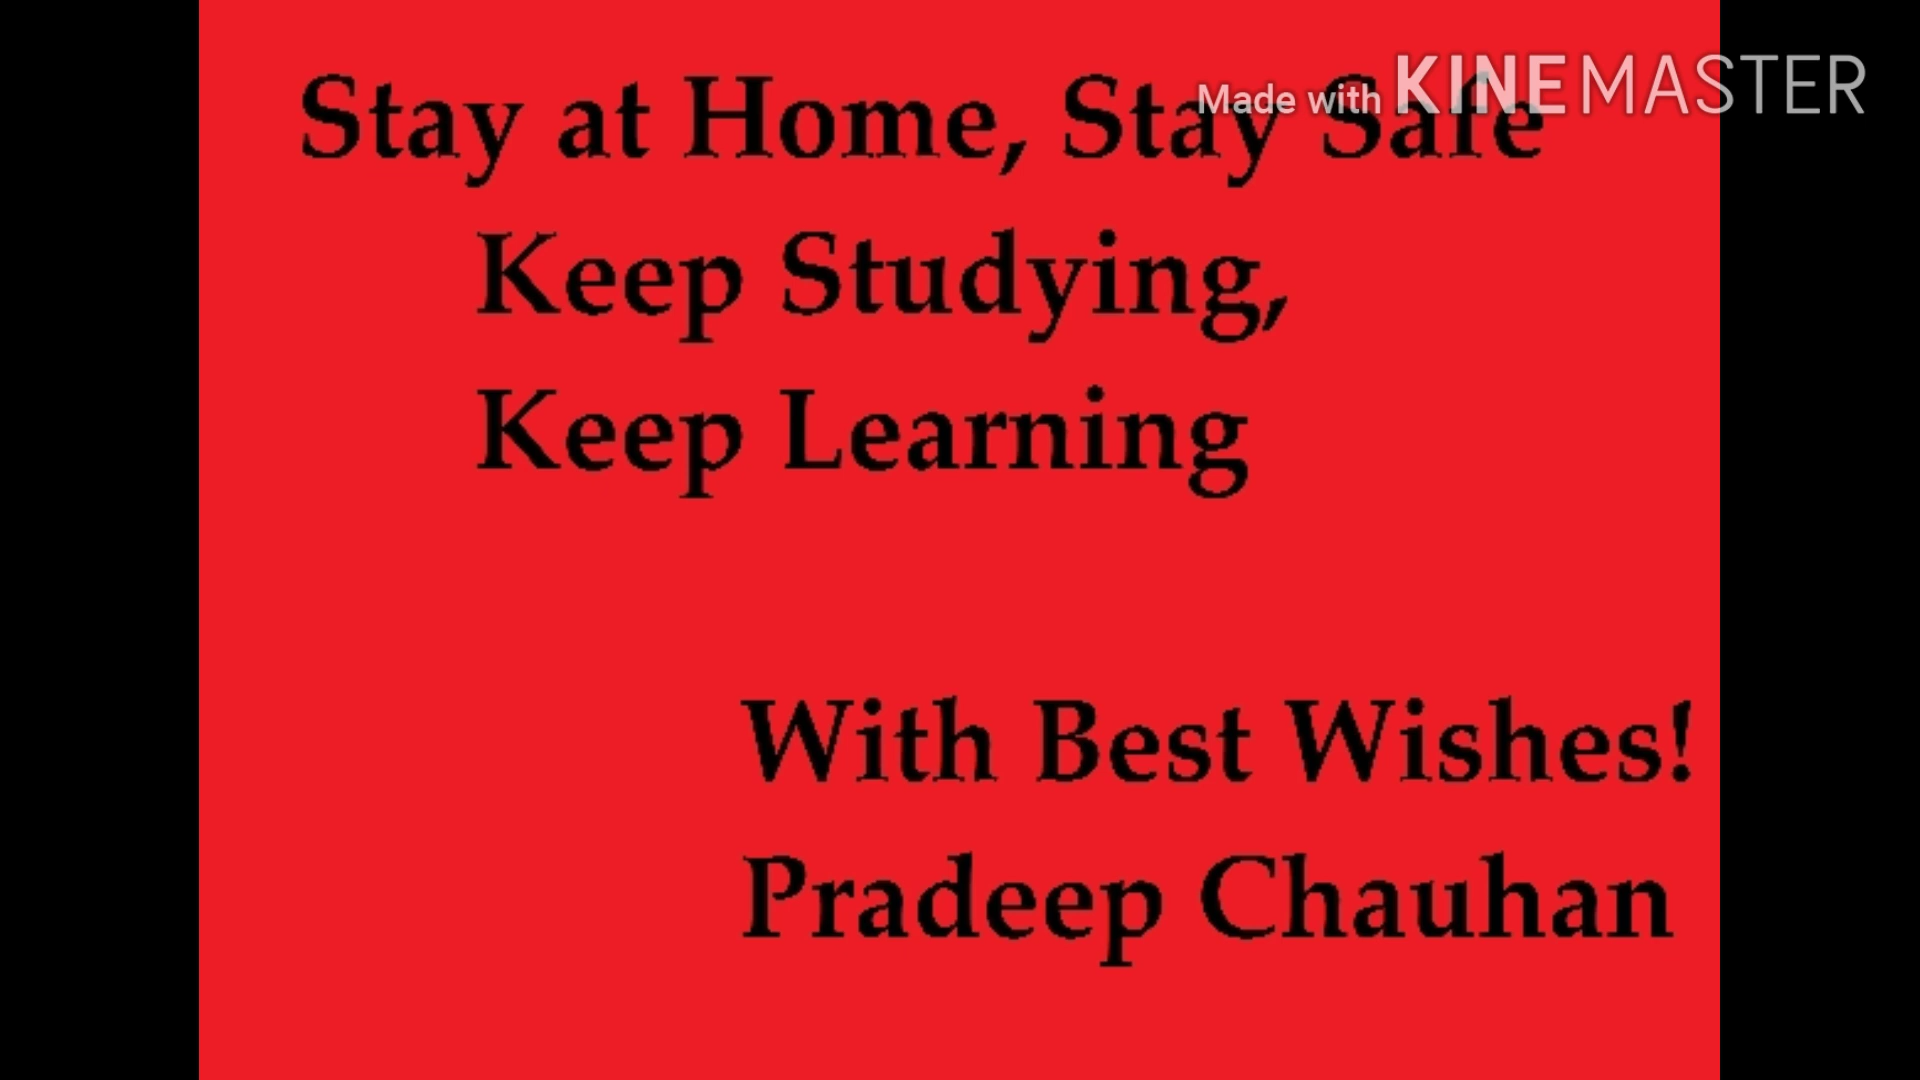 Made with KINEMASTER
Stay at Home, Stay Safe
Keep Studying,
Keep Learning
With Best Wishes!
Pradeep Chauhan